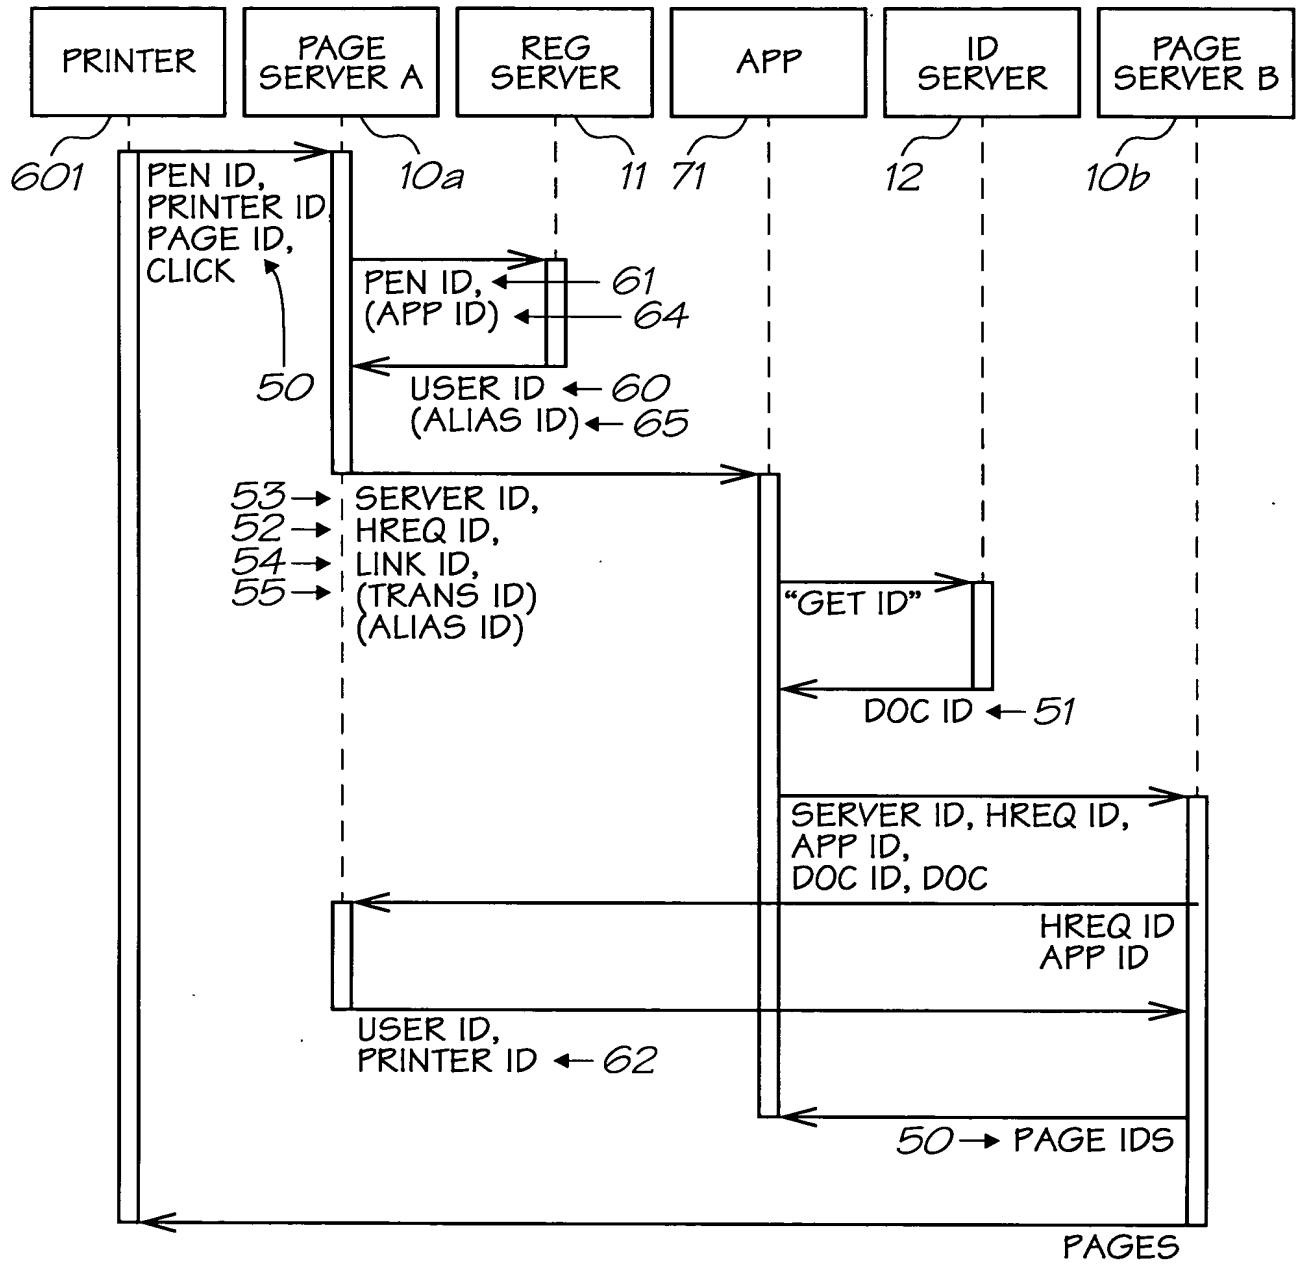 PRINTER
PAGE
SERVER A
REG
SERVER
APP
ID
SERVER
PAGE
SERVER B
601
10a
11
71
12
10b
PEN ID,
PRINTER ID
PAGE ID,
CLICK
50
PEN ID,
61
(APP ID)
64
USER ID
60
(ALIAS ID)
65
53
SERVER ID,
52
HREQ ID,
54
LINK ID,
55
(TRANS ID)
(ALIAS ID)
"GET ID"
DOC ID
51
SERVER ID, HREQ ID,
APP ID,
DOC ID, DOC
HREQ ID
APP ID
USER ID,
PRINTER ID
62
50
PAGE IDS
PAGES